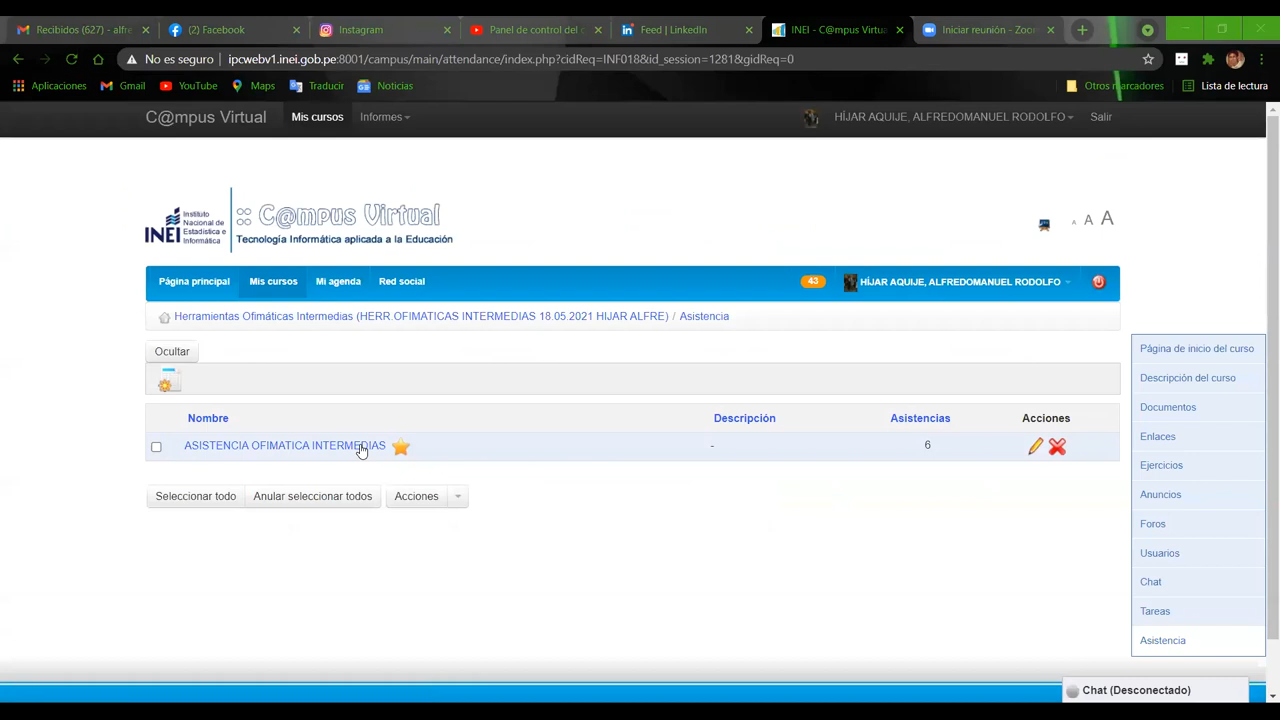 Recibidos (627) - alfre
(2) Facebook
Instagram
Panel de control del c
Feed | LinkedIn
INEI - C@mpus Virtua
Iniciar reunión - Zoo
No es seguro
ipcwebv1.inei.gob.pe:8001/campus/main/attendance/index.php?cidReq=INF018&id_session=1281&gidReq=0
Aplicaciones
Gmail
YouTube
Maps
Traducir
Noticias
Otros marcadores
Lista de lectura
C@mpus Virtual
Mis cursos
Informes
HÍJAR AQUIJE, ALFREDOMANUEL RODOLFO
Salir
INEI
Instituto
Nacional de
Estadística e
Informática
:: C@mpus Virtual
Tecnología Informática aplicada a la Educación
A A A
Página principal
Mis cursos
Mi agenda
Red social
43
HÍJAR AQUIJE, ALFREDOMANUEL RODOLFO
Herramientas Ofimáticas Intermedias (HERR.OFIMATICAS INTERMEDIAS 18.05.2021 HIJAR ALFRE) / Asistencia
Ocultar
Nombre
Descripción
Asistencias
Acciones
ASISTENCIA OFIMATICA INTERMEDIAS
-
6
Seleccionar todo
Anular seleccionar todos
Acciones
Página de inicio del curso
Descripción del curso
Documentos
Enlaces
Ejercicios
Anuncios
Foros
Usuarios
Chat
Tareas
Asistencia
Chat (Desconectado)